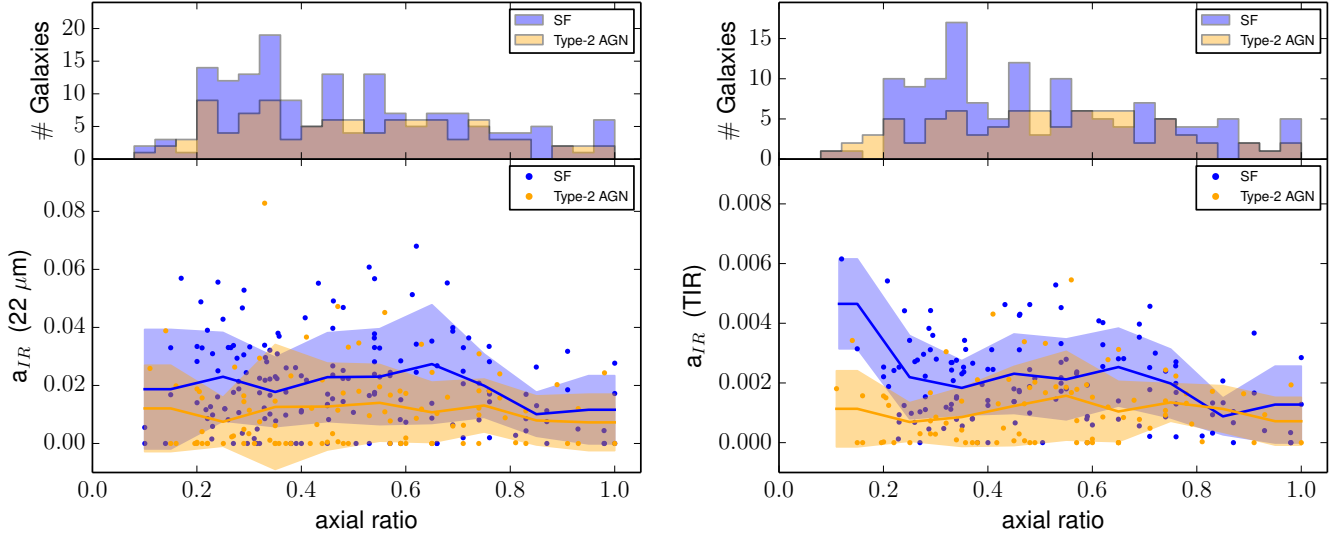 # Galaxies
20
15
10
5
0
SF
Type-2 AGN
a_IR (22 μm)
0.08
0.06
0.04
0.02
0.00
SF
Type-2 AGN
0.0 0.2 0.4 0.6 0.8 1.0
axial ratio
# Galaxies
15
10
5
0
SF
Type-2 AGN
a_IR (TIR)
0.008
0.006
0.004
0.002
0.000
SF
Type-2 AGN
0.0 0.2 0.4 0.6 0.8 1.0
axial ratio